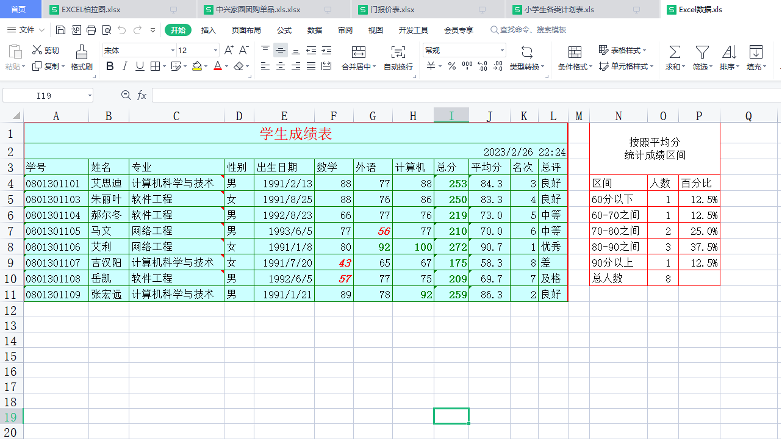 首页 EXCEL柏拉图.xlsx 中兴家园网购单品.xls.xlsx 门报价表.xlsx 小学生各类计划表.xls Excel数据.xls
文件 开始 插入 页面布局 公式 数据 审阅 视图 开发工具 会员专享 查找命令、搜索模板
粘贴 剪切 复制 格式刷 宋体 12 合并居中 自动换行 常规 类型转换 条件格式 表格样式 单元格样式 求和 筛选 排序 填充
I19 fx
A B C D E F G H I J K L M N O P Q
1 学生成绩表 按照平均分
统计成绩区间
2 2023/2/26 22:24
3 学号 姓名 专业 性别 出生日期 数学 外语 计算机 总分 平均分 名次 总评
4 0801301101 艾思迪 计算机科学与技术 男 1991/2/13 88 77 88 253 84.3 3 良好 区间 人数 百分比
5 0801301103 朱丽叶 软件工程 女 1991/8/25 88 76 86 250 83.3 4 良好 60分以下 1 12.5%
6 0801301104 郝尔冬 软件工程 男 1992/8/23 66 77 76 219 73.0 5 中等 60-70之间 1 12.5%
7 0801301105 马文 网络工程 男 1993/6/5 77 56 77 210 70.0 6 中等 70-80之间 2 25.0%
8 0801301106 艾利 网络工程 女 1991/1/8 80 92 100 272 90.7 1 优秀 80-90之间 3 37.5%
9 0801301107 古汉阳 计算机科学与技术 女 1991/7/20 43 65 67 175 58.3 8 差 90分以上 1 12.5%
10 0801301108 岳凯 软件工程 男 1992/6/5 57 77 75 209 69.7 7 及格 总人数 8
11 0801301109 张宏远 计算机科学与技术 男 1991/1/21 89 78 92 259 86.3 2 良好
12
13
14
15
16
17
18
19
20